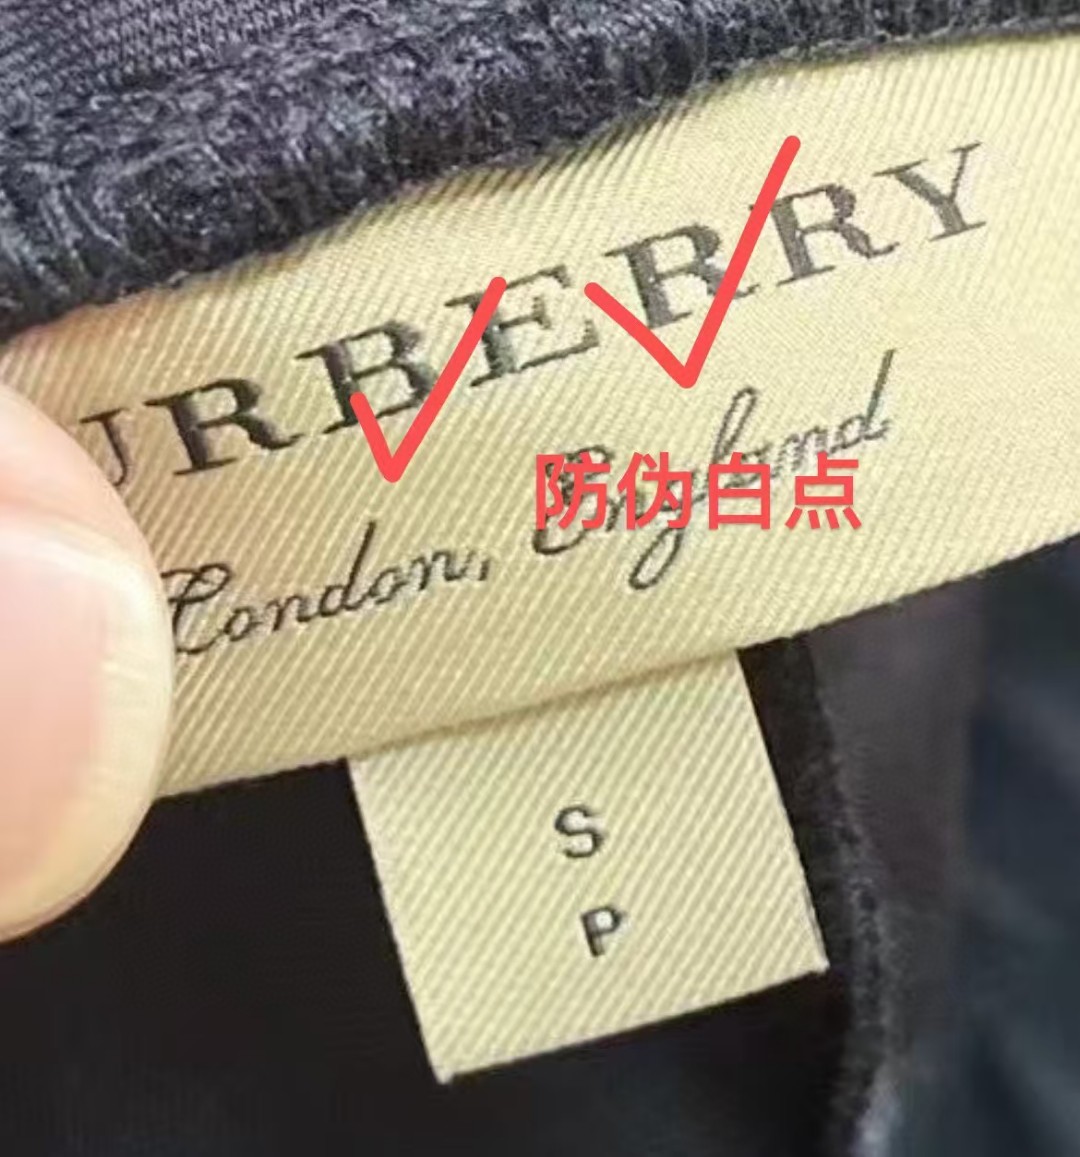 URBERRY
London, England
防伪白点
S
P